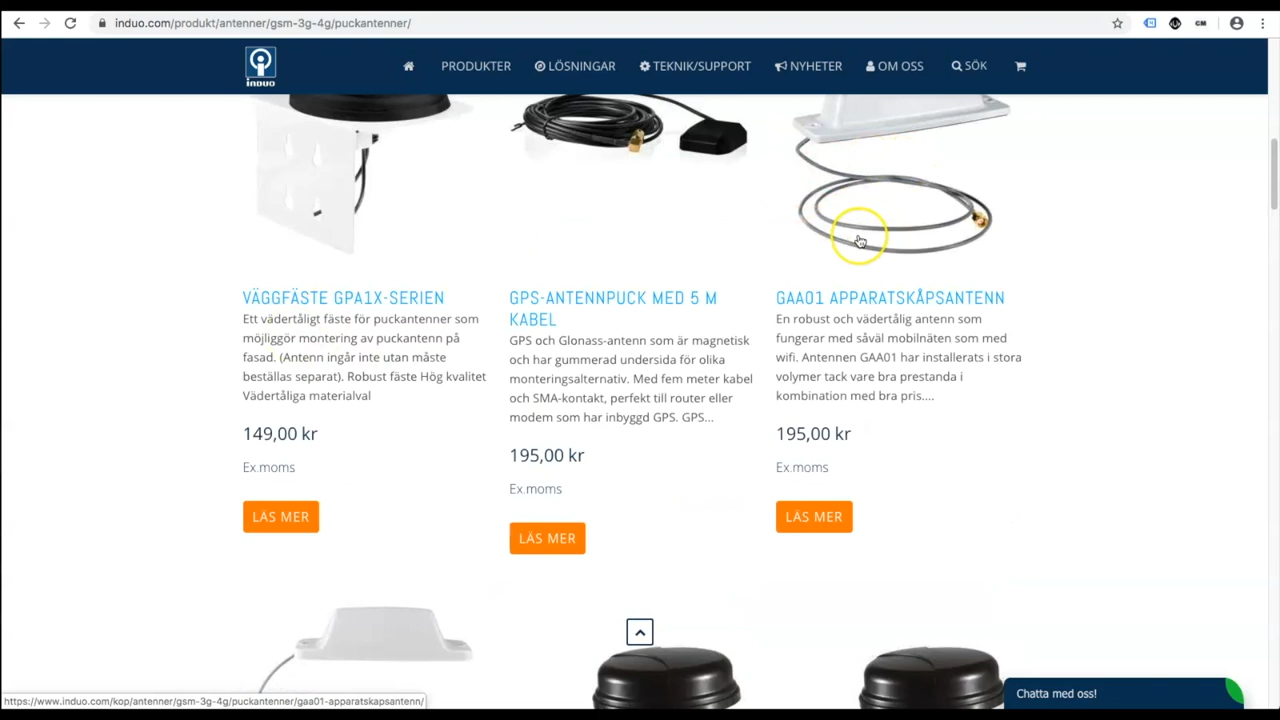 induo.com/produkt/antenner/gsm-3g-4g/puckantenner/
INDUO
PRODUKTER
LÖSNINGAR
TEKNIK/SUPPORT
NYHETER
OM OSS
SÖK
VÄGGFÄSTE GPA1X-SERIEN
Ett vädertåligt fäste för puckantenner som
möjliggör montering av puckantenn på
fasad. (Antenn ingår inte utan måste
beställas separat). Robust fäste Hög kvalitet
Vädertåliga materialval
149,00 kr
Ex.moms
LÄS MER
GPS-ANTENNPUCK MED 5 M
KABEL
GPS och Glonass-antenn som är magnetisk
och har gummerad undersida för olika
monteringsalternativ. Med fem meter kabel
och SMA-kontakt, perfekt till router eller
modem som har inbyggd GPS. GPS...
195,00 kr
Ex.moms
LÄS MER
GAA01 APPARATSKÅPSANTENN
En robust och vädertålig antenn som
fungerar med såväl mobilnäten som med
wifi. Antennen GAA01 har installerats i stora
volymer tack vare bra prestanda i
kombination med bra pris....
195,00 kr
Ex.moms
LÄS MER
Chatta med oss!
https://www.induo.com/kop/antenner/gsm-3g-4g/puckantenner/gaa01-apparatskapsantenn/